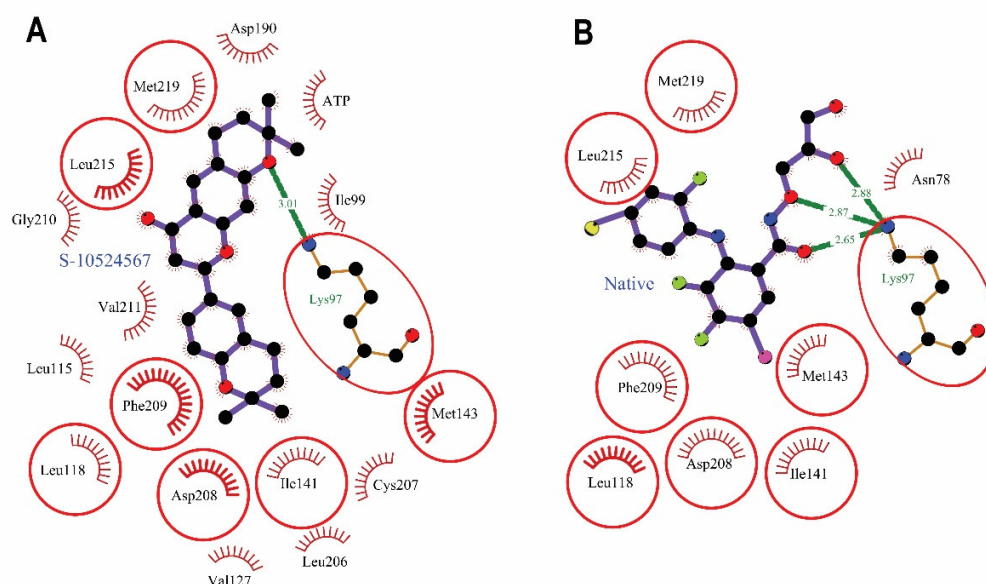 A
Asp190
Met219
ATP
Leu215
Ile99
Gly210
3.01
S-10524567
Lys97
Val211
Leu115
Phe209
Met143
Leu118
Asp208
Ile141
Cys207
Leu206
Val127
B
Met219
Leu215
Asn78
2.88
2.87
2.65
Native
Lys97
Phe209
Met143
Leu118
Asp208
Ile141